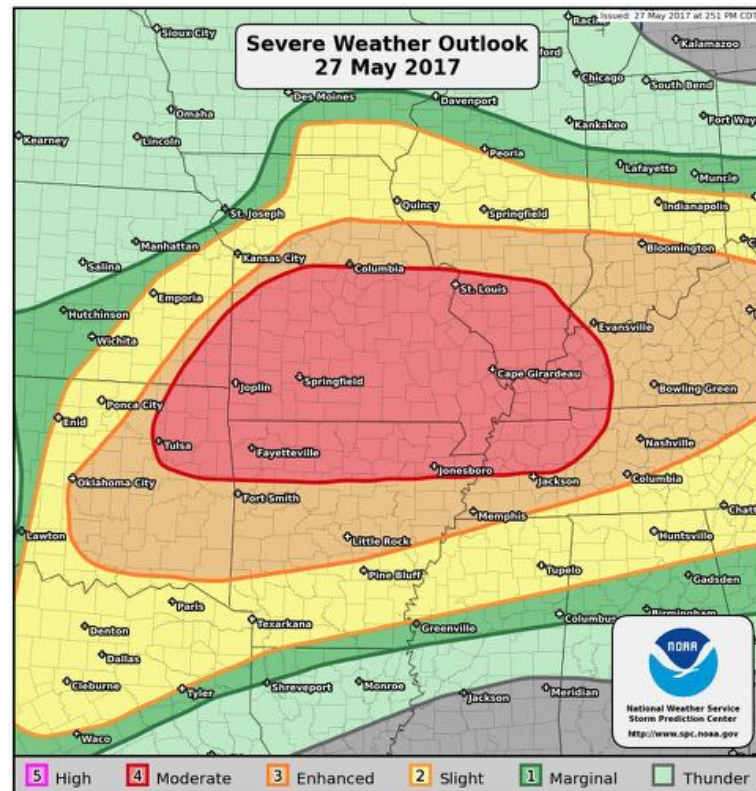 Issued: 27 May 2017 at 251 PM CDT
Severe Weather Outlook
27 May 2017
Sioux City
Kalamazoo
Chicago
South Bend
Des Moines
Davenport
Omaha
Fort Way
Kankakee
Kearney
Lincoln
Peoria
Lafayette
Muncie
Quincy
Indianapolis
St. Joseph
Springfield
Manhattan
Bloomington
Kansas City
Salina
Columbia
St. Louis
Emporia
Hutchinson
Evansville
Wichita
Cape Girardeau
Springfield
Joplin
Bowling Green
Ponca City
Enid
Nashville
Tulsa
Fayetteville
Jonesboro
Columbia
Oklahoma City
Jackson
Fort Smith
Chatt
Memphis
Lawton
Huntsville
Little Rock
Tupelo
Pine Bluff
Gadsden
Paris
Birmingham
Columbus
Texarkana
Greenville
Denton
Dallas
Cleburne
Tyler
Shreveport
Monroe
Jackson
Meridian
Waco
NOAA
National Weather Service
Storm Prediction Center
http://www.spc.noaa.gov
5 High
4 Moderate
3 Enhanced
2 Slight
1 Marginal
Thunder